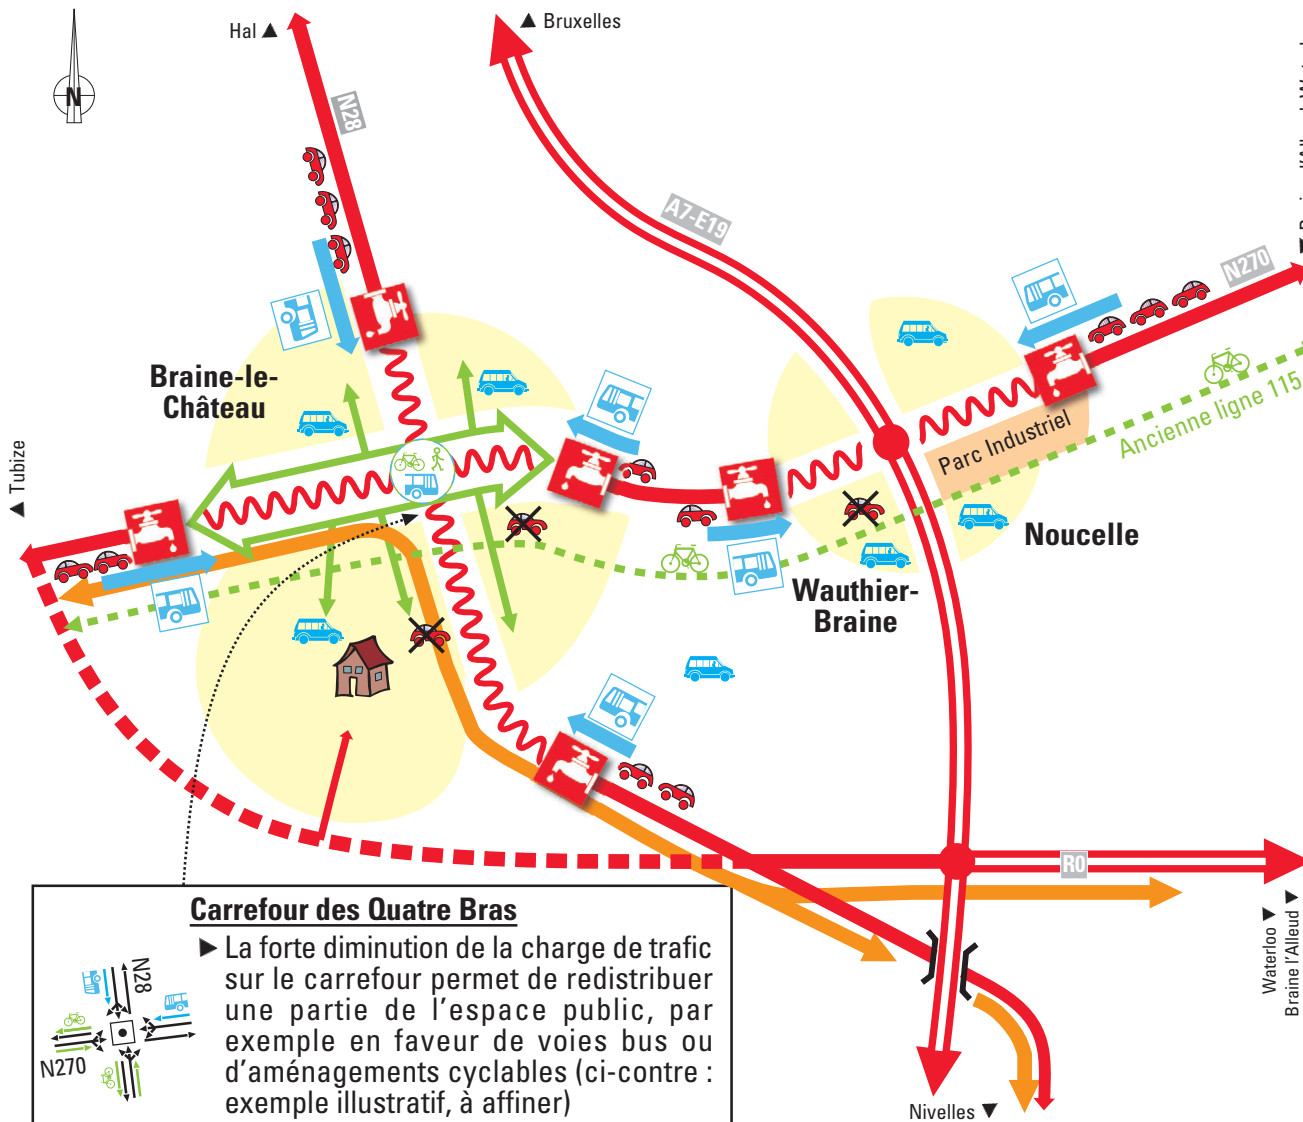 Hal ▲
▲ Bruxelles
N
N28
A7-E19
N270
Braine-le-
Château
Parc Industriel
Ancienne ligne 115
▲ Tubize
Noucelle
Wauthier-
Braine
R0
Waterloo ▼
Braine l'Alleud ▼
Nivelles ▼
Carrefour des Quatre Bras
► La forte diminution de la charge de trafic
sur le carrefour permet de redistribuer
une partie de l'espace public, par
exemple en faveur de voies bus ou
d'aménagements cyclables (ci-contre :
exemple illustratif, à affiner)
N28
N270